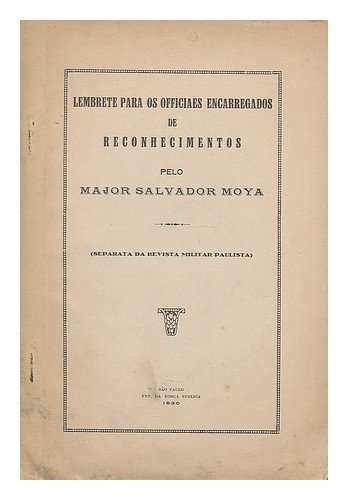 LEMBRETE PARA OS OFFICIAES ENCARREGADOS
DE
RECONHECIMENTOS
PELO
MAJOR SALVADOR MOYA
(SEPARATA DA REVISTA MILITAR PAULISTA)
SÃO PAULO
TYP. DA FORÇA PUBLICA
1930